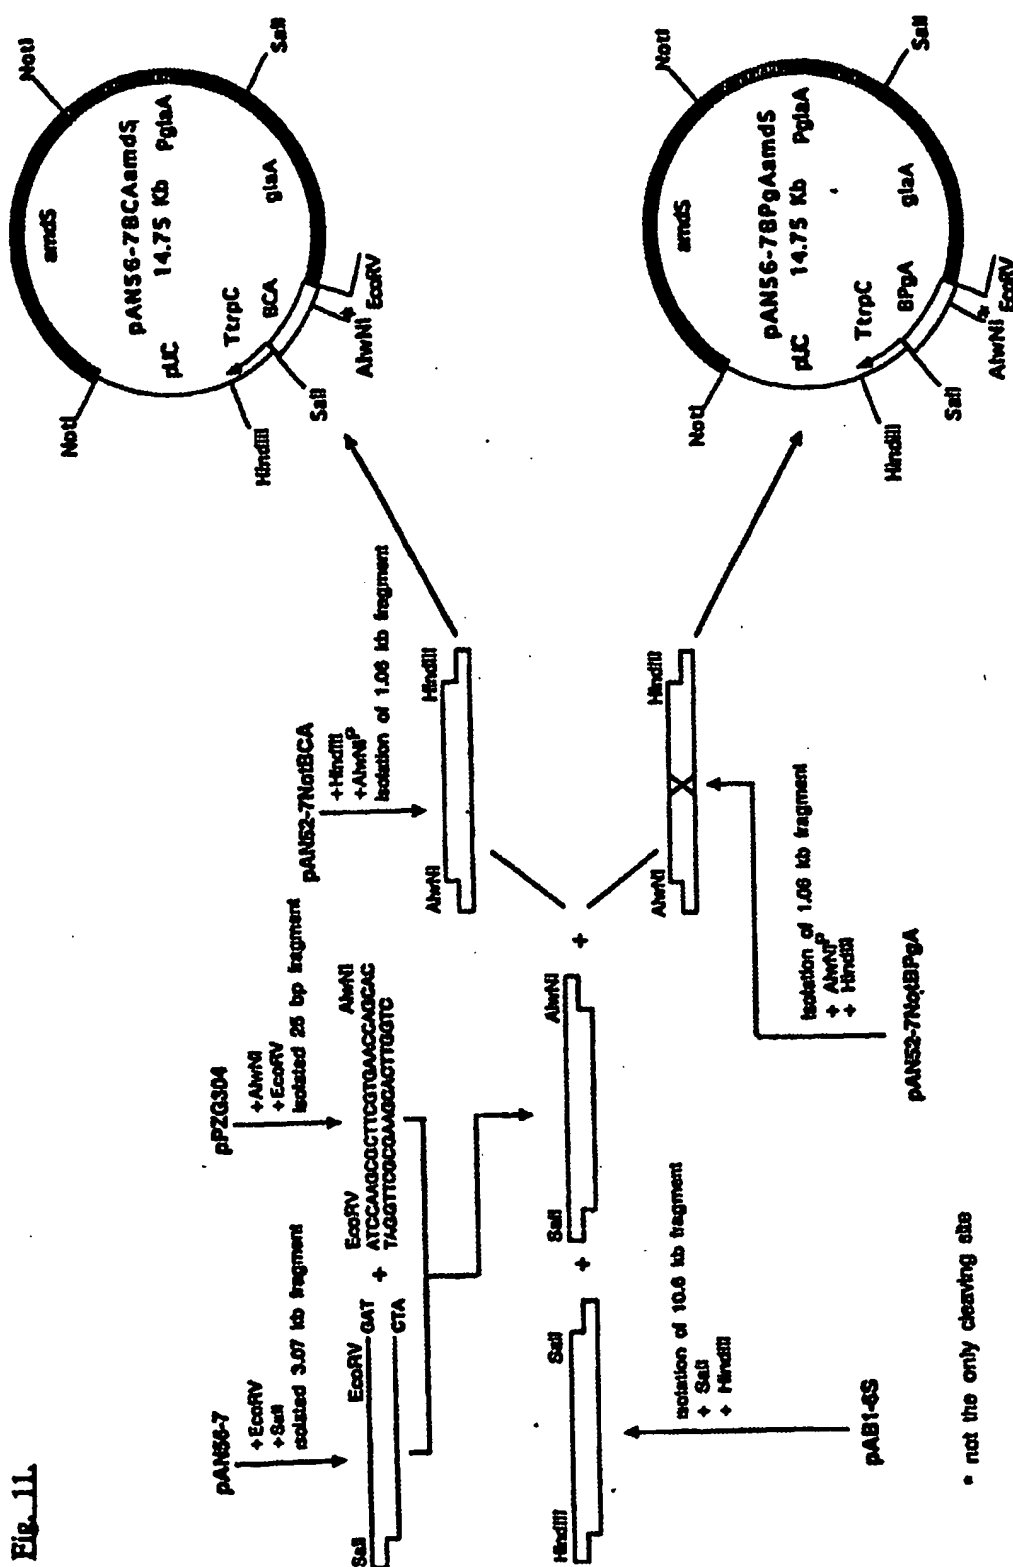 Fig. 11.
pAN56-7
+EcoRV
+SalI
isolated 3.07 kb fragment
SalI
EcoRV
GAT
CTA
+
pPZG304
+AlwNI
+EcoRV
isolated 25 bp fragment
EcoRV
AlwNI
ATCCAAGCGCTTCGTGAACCAGCAC
TAGGTTCGCGAAGCACTTGGTC
pAN52-7NotBCA
+HindIII
+AlwNI^P
isolation of 1.06 kb fragment
AlwNI
HindIII
HindIII
SalI
+
SalI
AlwNI
+
AlwNI
HindIII
isolation of 10.6 kb fragment
+ SalI
+ HindIII
pAB1-6S
isolation of 1.06 kb fragment
+ AlwNI^P
+ HindIII
pAN52-7NotBPgA
NotI
NotI
SalI
HindIII
SalI
AlwNI
*
EcoRV
amdS
pAN56-7BCAamdS
14.75 Kb
pUC
PglaA
TtrpC
BCA
glaA
NotI
NotI
SalI
HindIII
SalI
AlwNI
*
EcoRV
amdS
pAN56-7BPgAamdS
14.75 Kb
pUC
PglaA
TtrpC
BPgA
glaA
* not the only cleaving site